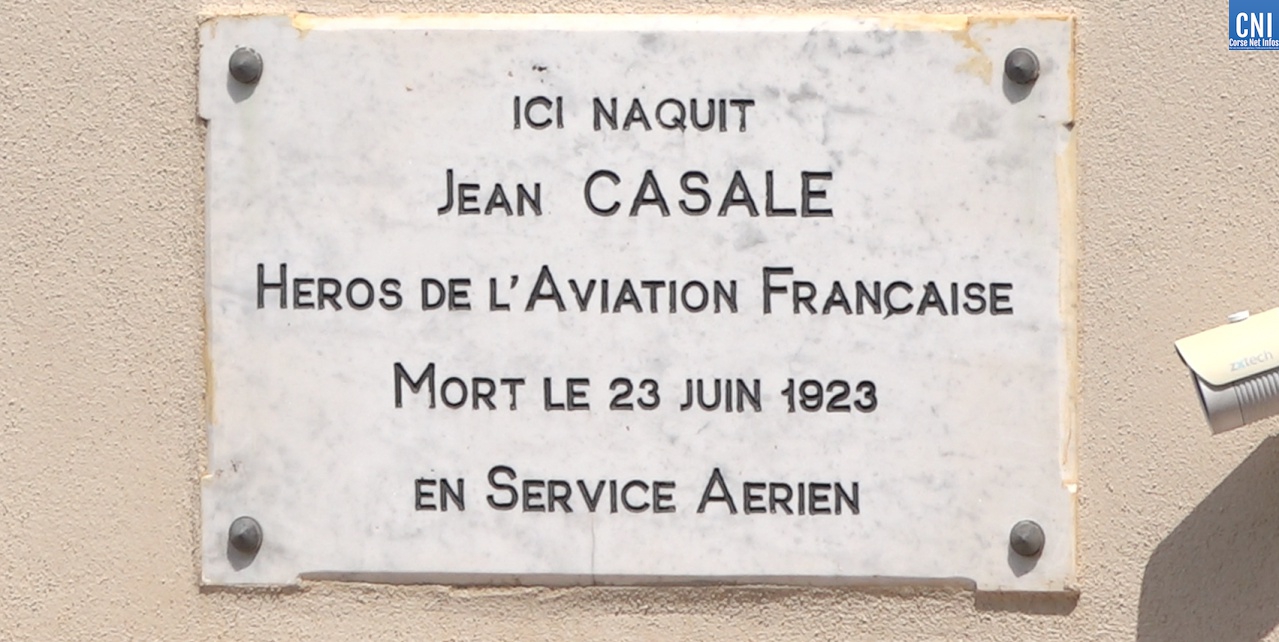 CNI
Corse Net Infos
ICI NAQUIT
JEAN CASALE
HEROS DE L'AVIATION FRANÇAISE
MORT LE 23 JUIN 1923
EN SERVICE AERIEN
zxtech